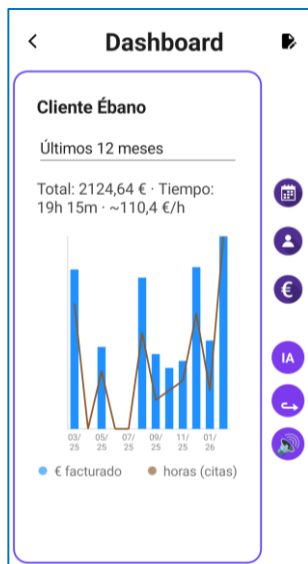 Dashboard
Cliente Ébano
Últimos 12 meses
Total: 2124,64 € · Tiempo:
19h 15m · ~110,4 €/h
€
IA
03/ 05/ 07/ 09/ 11/ 01/
25 25 25 25 25 26
€ facturado horas (citas)